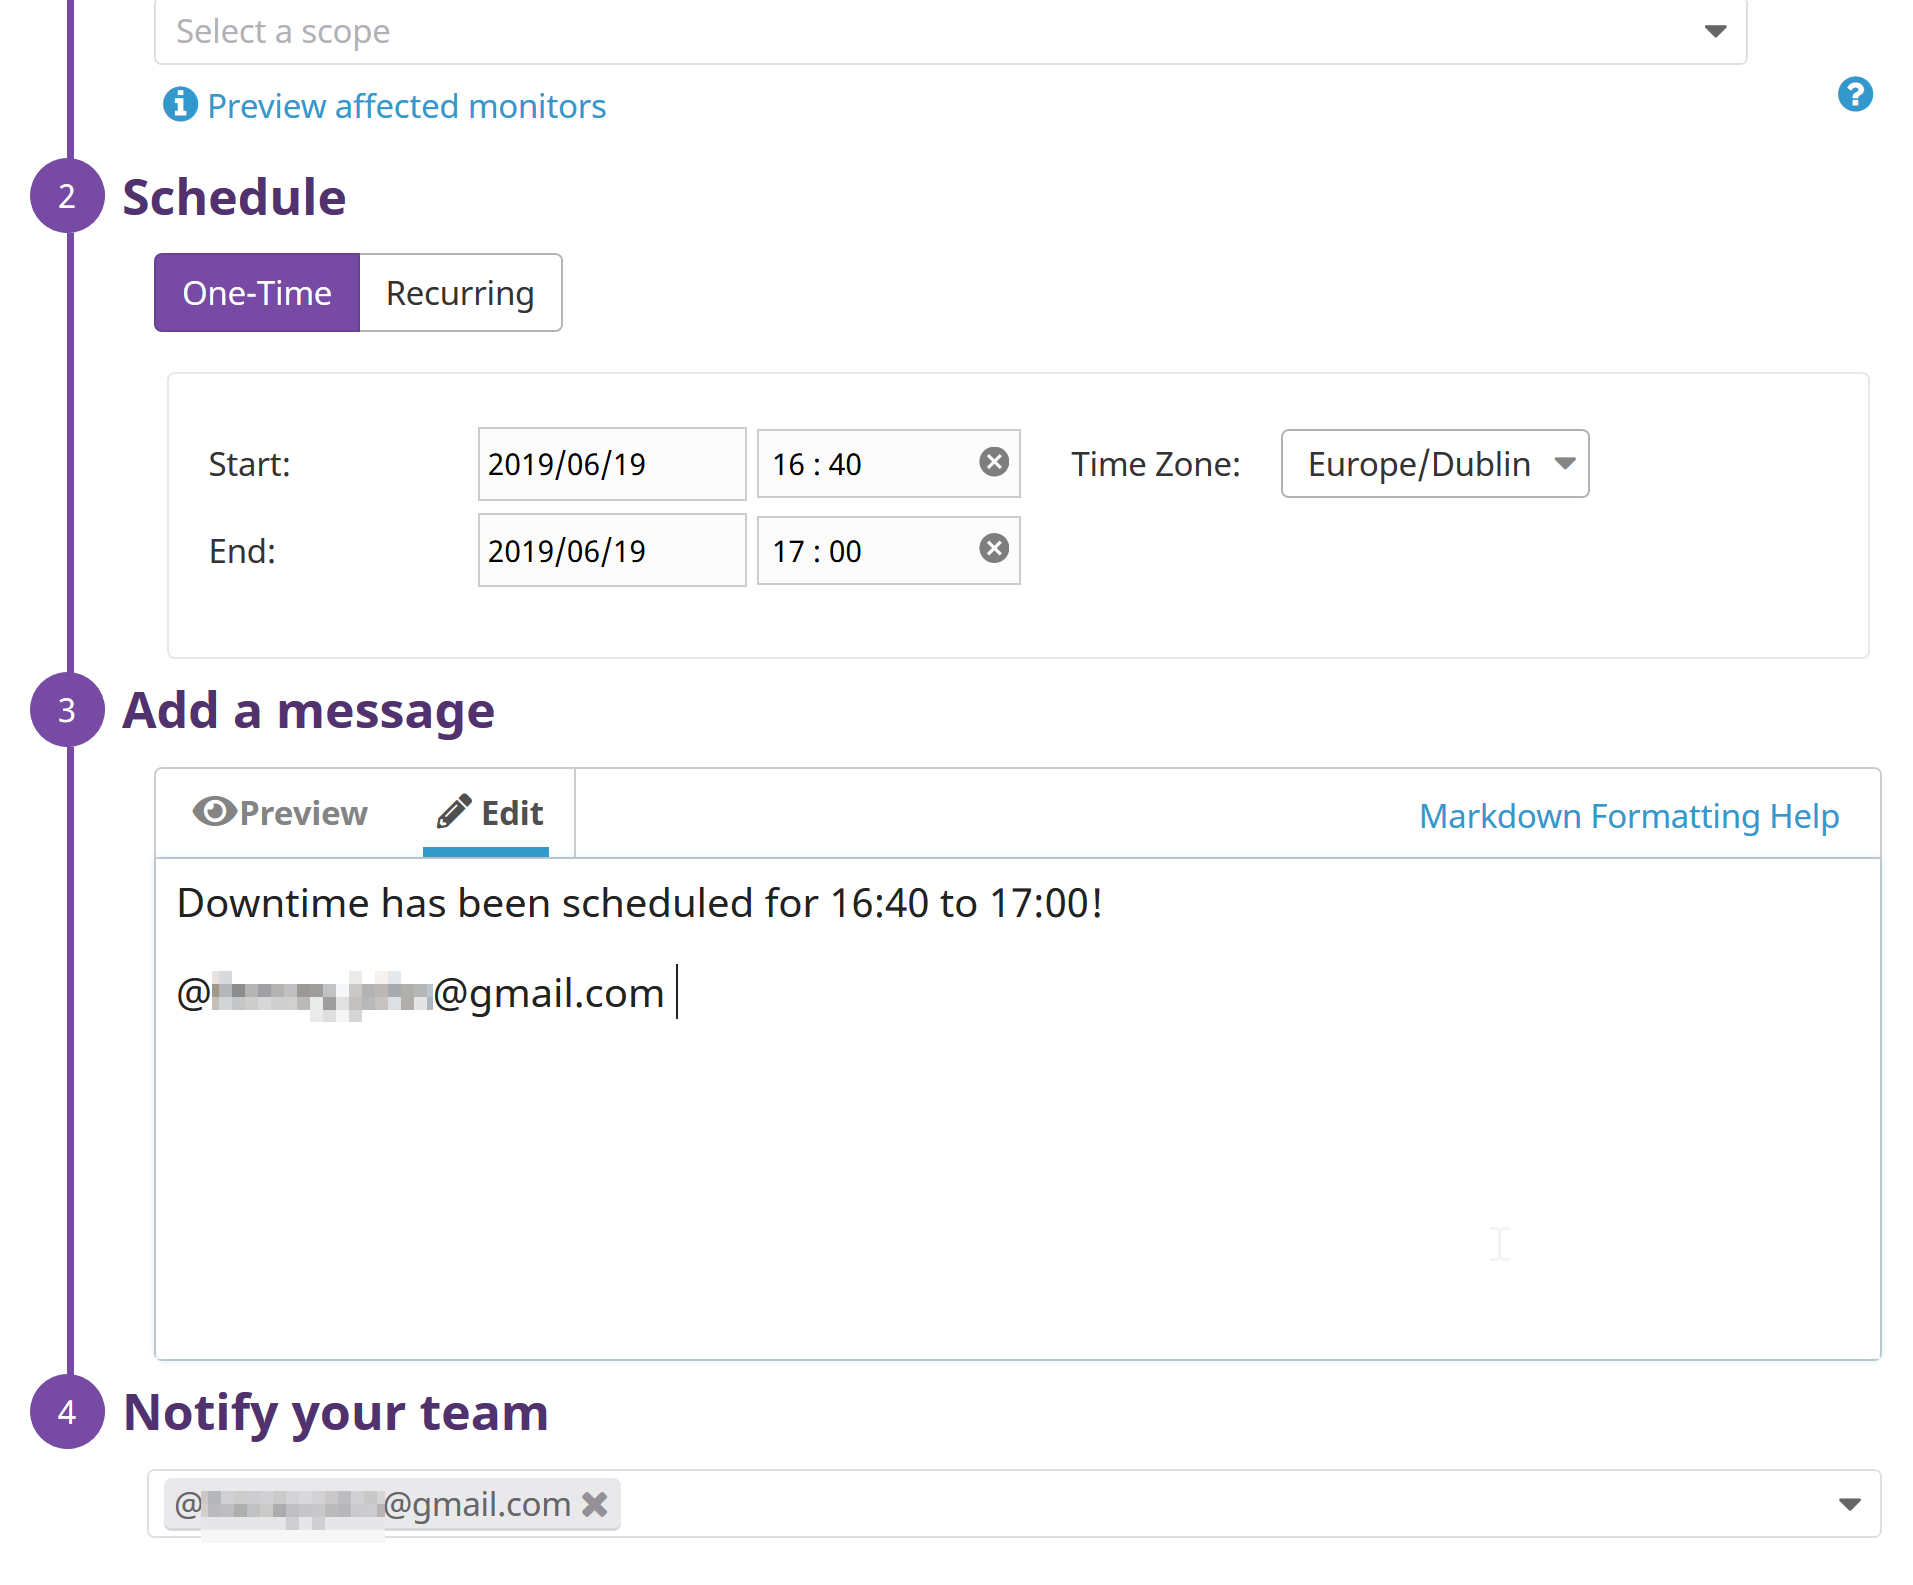 Select a scope
Preview affected monitors
2 Schedule
One-Time Recurring
Start: 2019/06/19 16 : 40 Time Zone: Europe/Dublin
End: 2019/06/19 17 : 00
3 Add a message
Preview Edit Markdown Formatting Help
Downtime has been scheduled for 16:40 to 17:00!
@ @gmail.com
4 Notify your team
@ @gmail.com